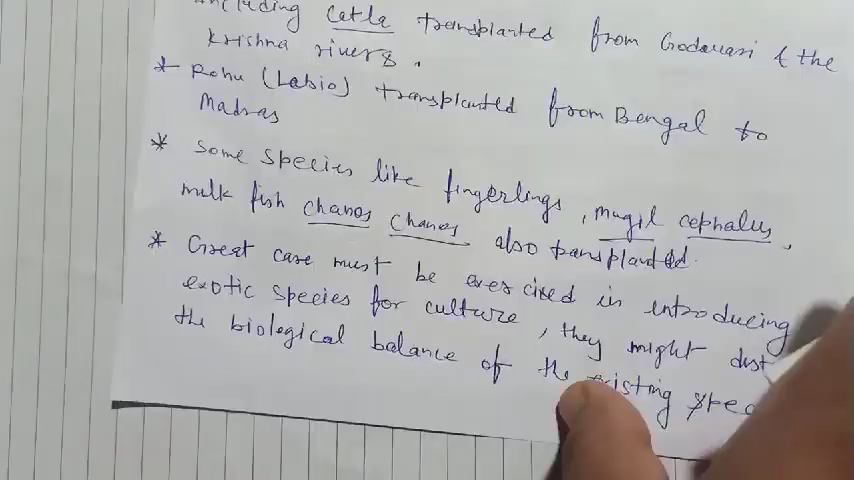 including Catla transplanted from Godavari & the
Krishna rivers.
* Rohu (Labio) transplanted from Bengal to
Madras
* Some species like fingerlings, mugil cephalus,
milk fish chanos chanos also transplanted.
* Great care must be exercised in introducing
exotic species for culture, they might dist
the biological balance of the existing spec